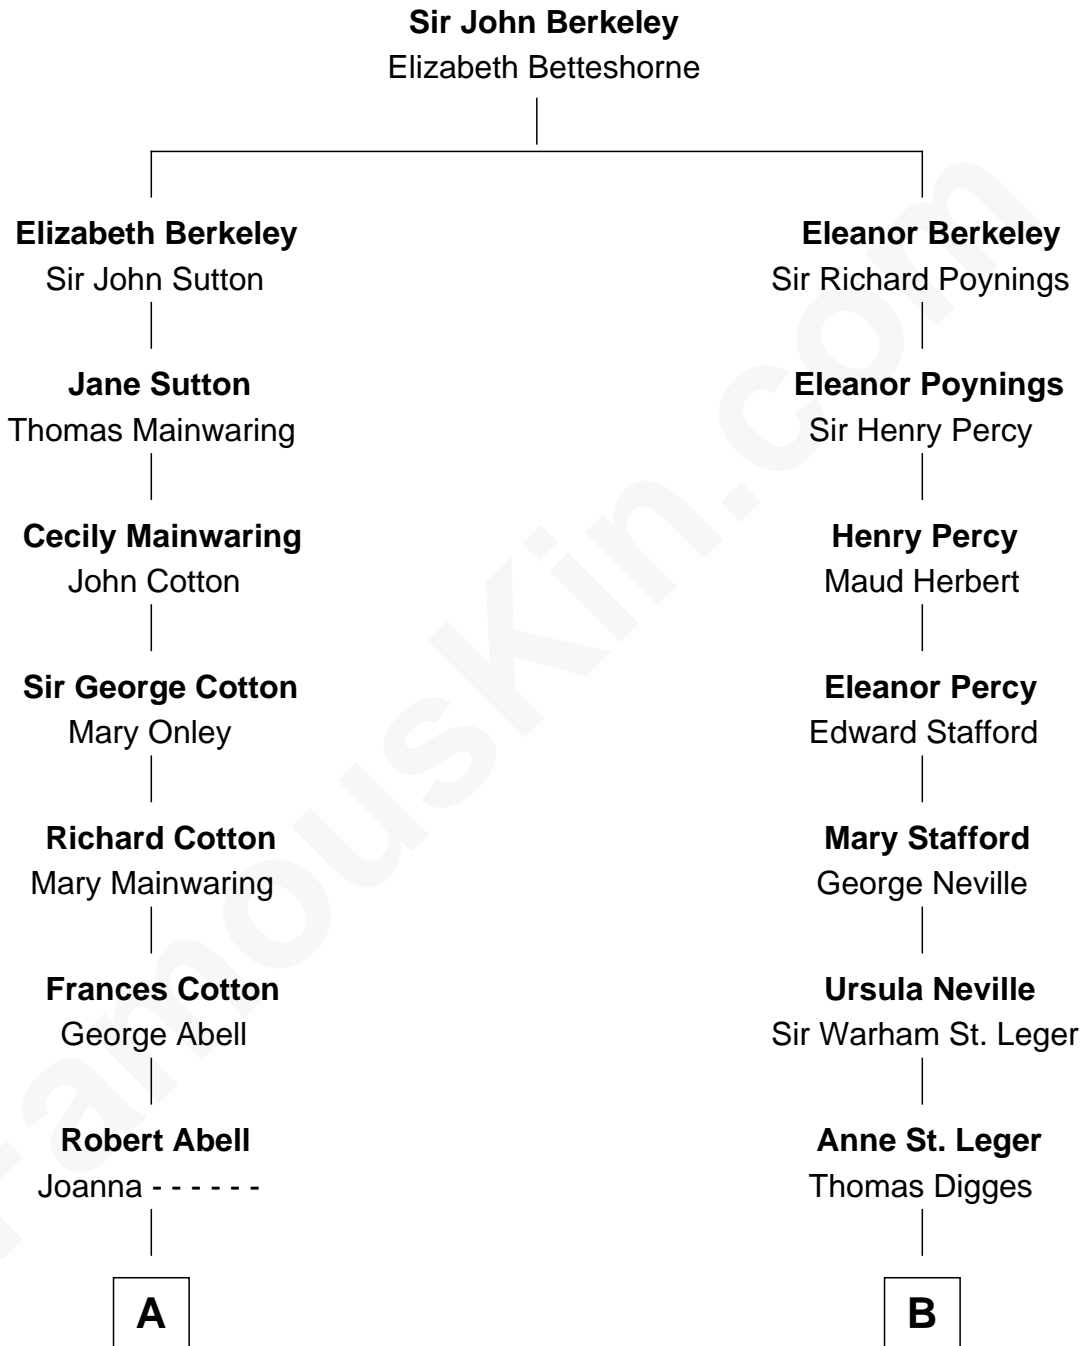 Sir John Berkeley
Elizabeth Betteshorne
Elizabeth Berkeley
Sir John Sutton
Jane Sutton
Thomas Mainwaring
Cecily Mainwaring
John Cotton
Sir George Cotton
Mary Onley
Richard Cotton
Mary Mainwaring
Frances Cotton
George Abell
Robert Abell
Joanna - - - - - -
A
Eleanor Berkeley
Sir Richard Poynings
Eleanor Poynings
Sir Henry Percy
Henry Percy
Maud Herbert
Eleanor Percy
Edward Stafford
Mary Stafford
George Neville
Ursula Neville
Sir Warham St. Leger
Anne St. Leger
Thomas Digges
B
FamousKin.com